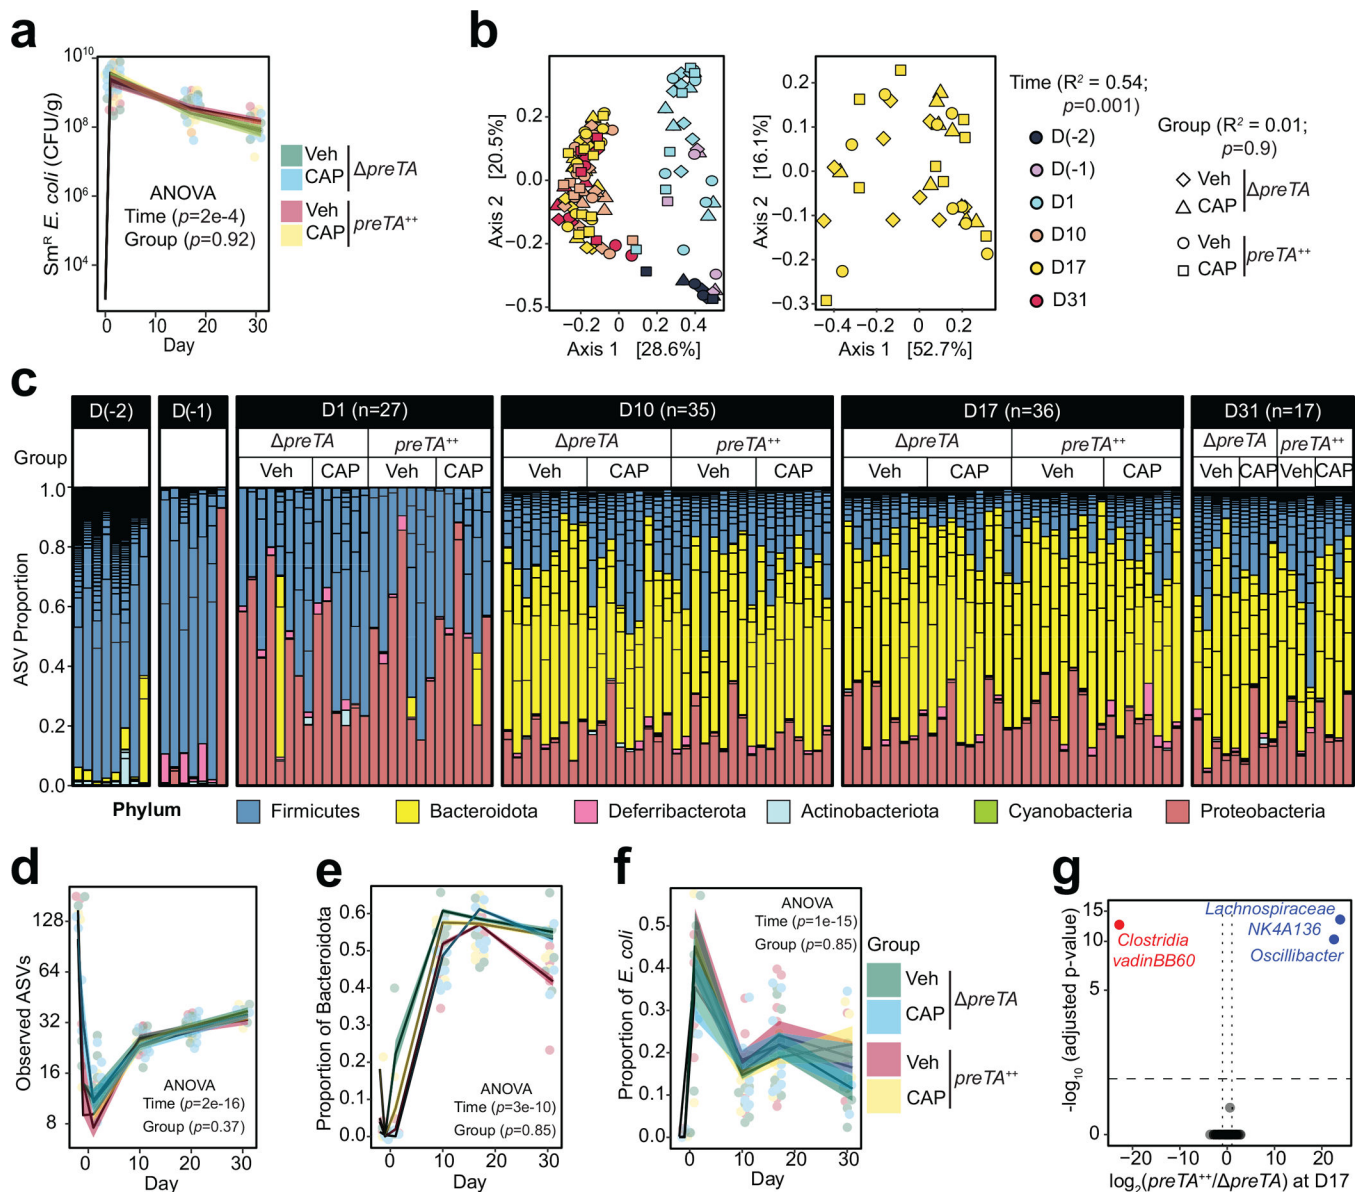 a
10¹⁰
10⁸
10⁶
10⁴
SmR E. coli (CFU/g)
ANOVA
Time (p=2e-4)
Group (p=0.92)
0 10 20 30
Day
Veh
CAP
ΔpreTA
Veh
CAP
preTA++
b
0.2
0.0
−0.2
−0.5
Axis 2 [20.5%]
−0.2 0 0.2 0.4
Axis 1 [28.6%]
0.2
0.1
0.0
−0.1
−0.3
Axis 2 [16.1%]
−0.4 −0.2 0 0.2
Axis 1 [52.7%]
Time (R² = 0.54;
p=0.001)
D(-2)
D(-1)
D1
D10
D17
D31
Group (R² = 0.01;
p=0.9)
Veh
CAP
ΔpreTA
Veh
CAP
preTA++
c
D(-2) D(-1) D1 (n=27) D10 (n=35) D17 (n=36) D31 (n=17)
Group
ΔpreTA preTA++ ΔpreTA preTA++ ΔpreTA preTA++ ΔpreTA preTA++
Veh CAP Veh CAP Veh CAP Veh CAP Veh CAP Veh CAP Veh CAP Veh CAP
1.0
0.8
0.6
0.4
0.2
0.0
ASV Proportion
Phylum Firmicutes Bacteroidota Deferribacterota Actinobacteriota Cyanobacteria Proteobacteria
d
128
64
32
16
8
Observed ASVs
ANOVA
Time (p=2e-16)
Group (p=0.37)
0 10 20 30
Day
e
0.6
0.5
0.4
0.3
0.2
0.1
0.0
Proportion of Bacteroidota
ANOVA
Time (p=3e-10)
Group (p=0.85)
0 10 20 30
Day
f
0.5
0.4
0.3
0.2
0.1
0.0
Proportion of E. coli
ANOVA
Time (p=1e-15)
Group (p=0.85)
0 10 20 30
Day
Group
Veh
CAP
ΔpreTA
Veh
CAP
preTA++
g
15
10
5
0
-log₁₀ (adjusted p-value)
Clostridia
vadinBB60
Lachnospiraceae
NK4A136
Oscillibacter
−20 −10 0 10 20
log₂(preTA++/ΔpreTA) at D17